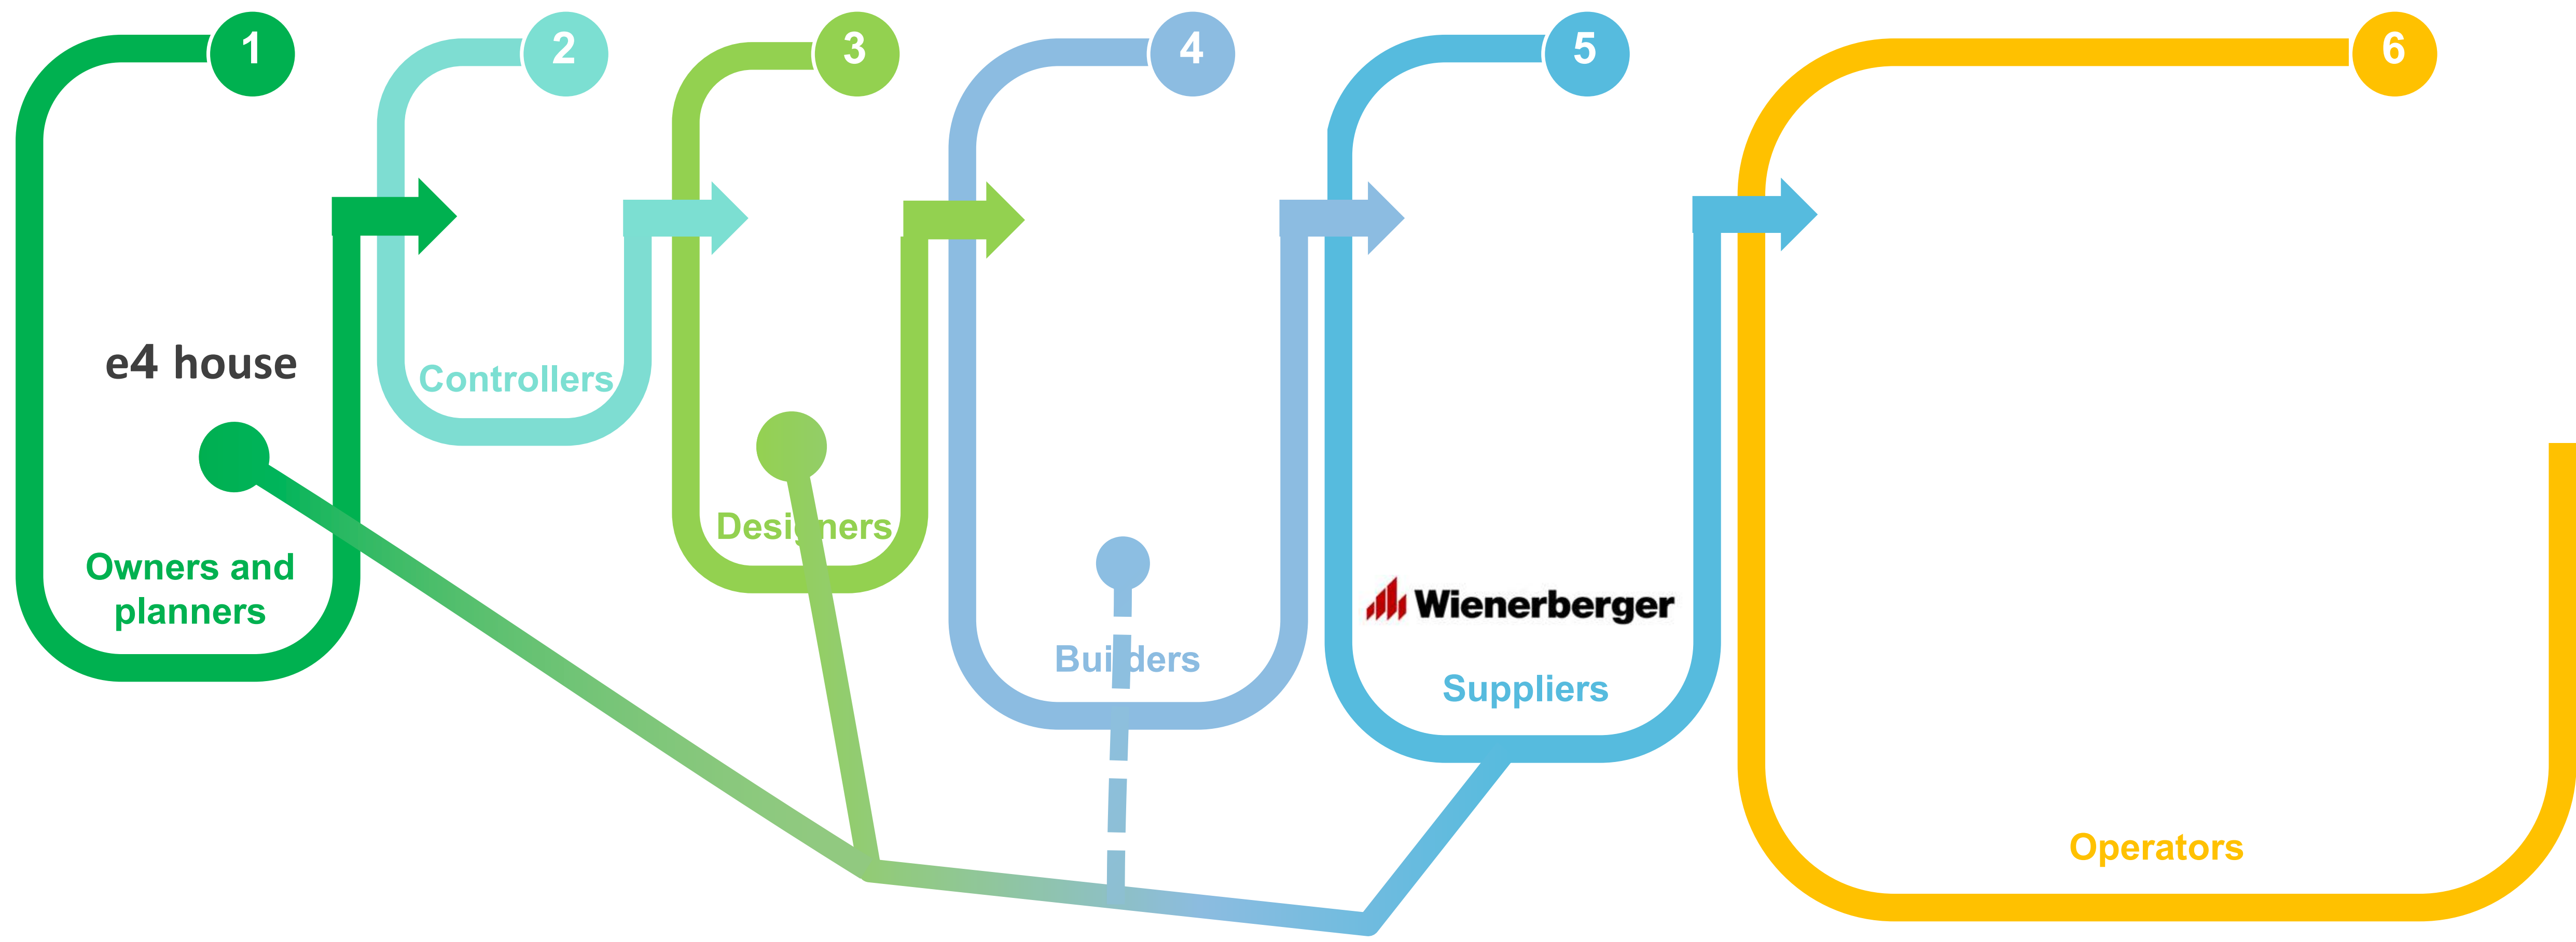 1
2
3
4
5
6
e4 house
Controllers
Designers
Owners and
planners
Builders
Wienerberger
Suppliers
Operators